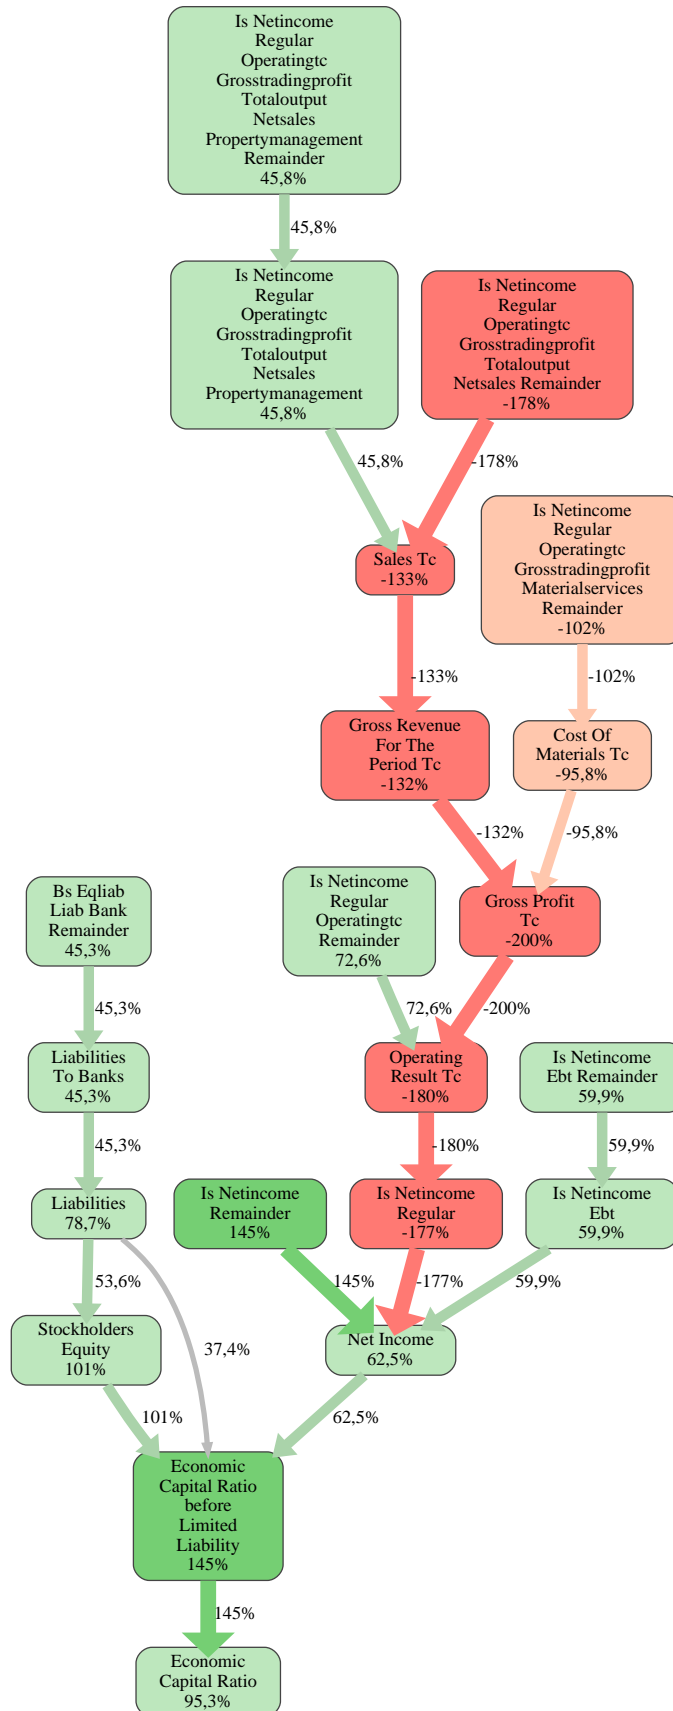 Is Netincome
Regular
Operatingtc
Grosstradingprofit
Totaloutput
Netsales
Propertymanagement
Remainder
45,8%
45,8%
Is Netincome
Regular
Operatingtc
Grosstradingprofit
Totaloutput
Netsales
Propertymanagement
45,8%
Is Netincome
Regular
Operatingtc
Grosstradingprofit
Totaloutput
Netsales Remainder
-178%
45,8%
-178%
Is Netincome
Regular
Operatingtc
Grosstradingprofit
Materialservices
Remainder
-102%
Sales Tc
-133%
-133%
-102%
Gross Revenue
For The
Period Tc
-132%
Cost Of
Materials Tc
-95,8%
-132%
-95,8%
Bs Eqliab
Liab Bank
Remainder
45,3%
Is Netincome
Regular
Operatingtc
Remainder
72,6%
Gross Profit
Tc
-200%
45,3%
72,6%
-200%
Liabilities
To Banks
45,3%
Operating
Result Tc
-180%
Is Netincome
Ebt Remainder
59,9%
45,3%
-180%
59,9%
Liabilities
78,7%
Is Netincome
Remainder
145%
Is Netincome
Regular
-177%
Is Netincome
Ebt
59,9%
53,6%
145%
-177%
59,9%
Stockholders
Equity
101%
37,4%
Net Income
62,5%
101%
62,5%
Economic
Capital Ratio
before
Limited
Liability
145%
145%
Economic
Capital Ratio
95,3%